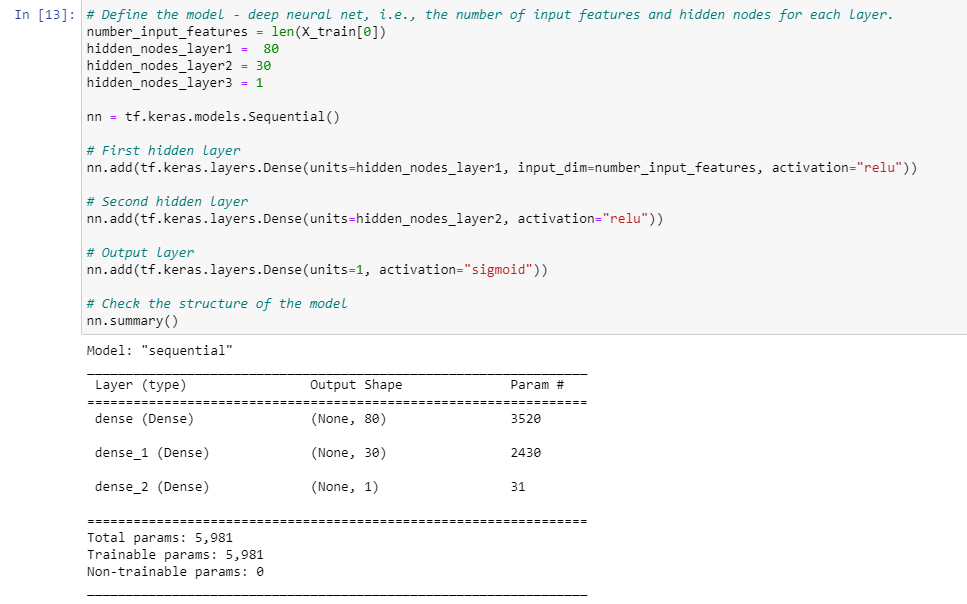 In [13]: # Define the model - deep neural net, i.e., the number of input features and hidden nodes for each layer.
number_input_features = len(X_train[0])
hidden_nodes_layer1 =  80
hidden_nodes_layer2 = 30
hidden_nodes_layer3 = 1
nn = tf.keras.models.Sequential()
# First hidden layer
nn.add(tf.keras.layers.Dense(units=hidden_nodes_layer1, input_dim=number_input_features, activation="relu"))
# Second hidden layer
nn.add(tf.keras.layers.Dense(units=hidden_nodes_layer2, activation="relu"))
# Output layer
nn.add(tf.keras.layers.Dense(units=1, activation="sigmoid"))
# Check the structure of the model
nn.summary()
Model: "sequential"
_________________________________________________________________
Layer (type)                Output Shape              Param #
=================================================================
dense (Dense)               (None, 80)                3520
dense_1 (Dense)             (None, 30)                2430
dense_2 (Dense)             (None, 1)                 31
=================================================================
Total params: 5,981
Trainable params: 5,981
Non-trainable params: 0
_________________________________________________________________